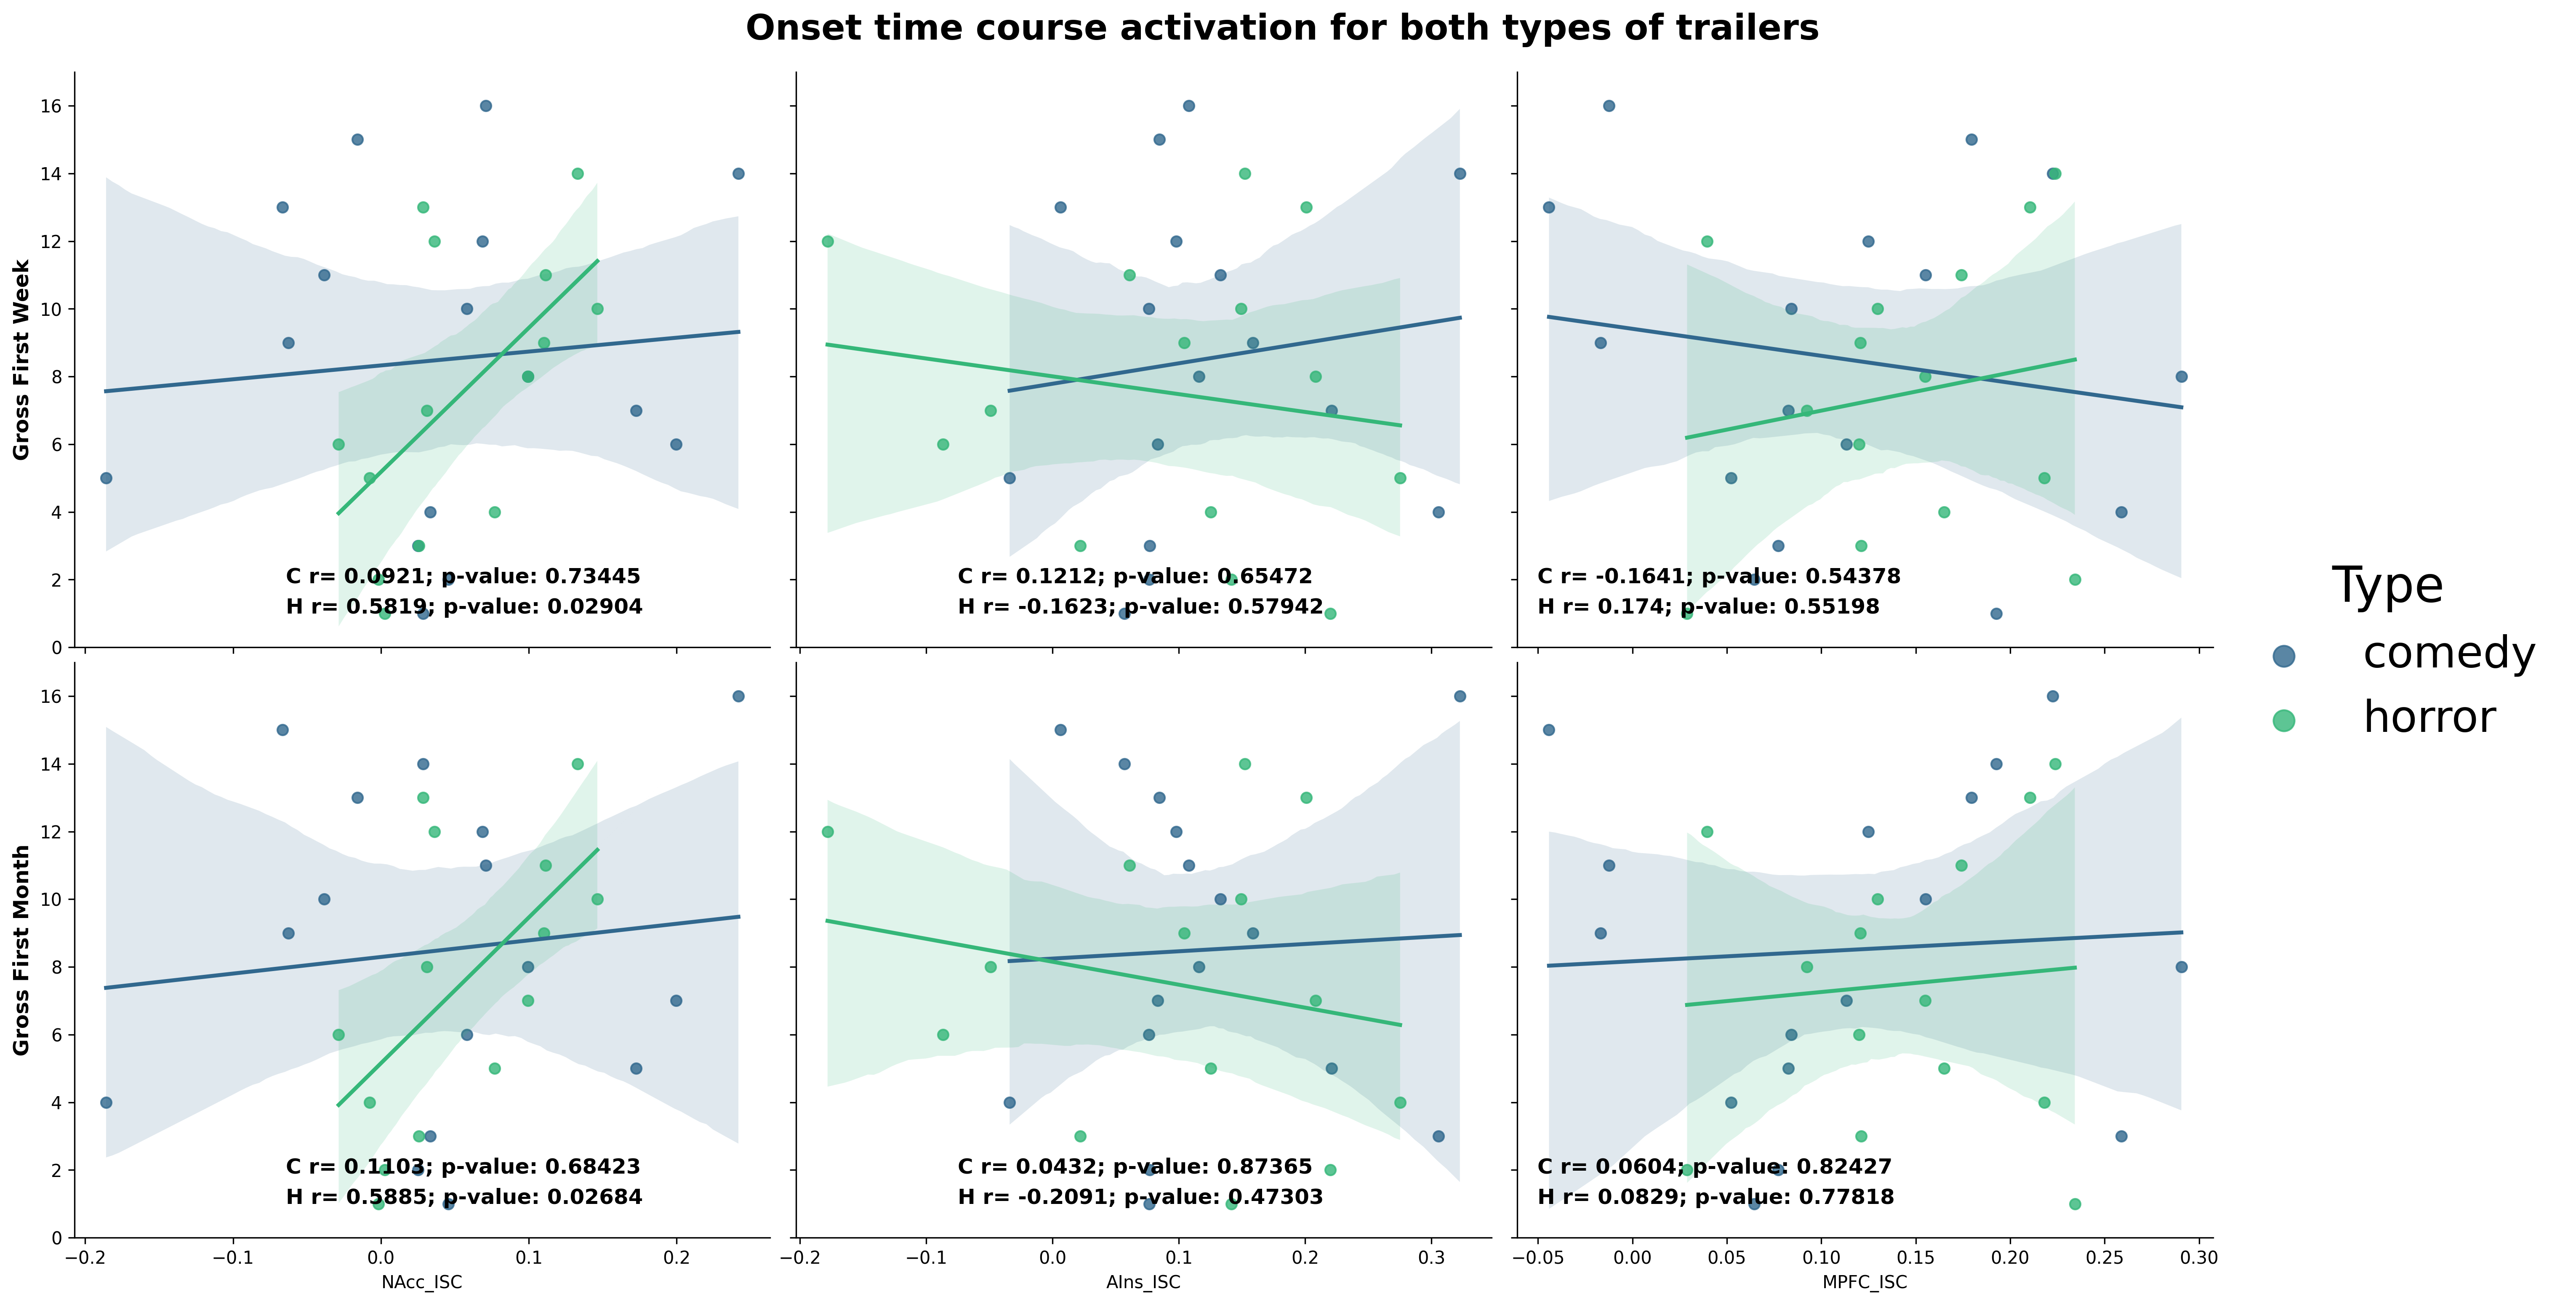 Onset time course activation for both types of trailers
Gross First Week
16
14
12
10
8
6
4
2
0
C r= 0.0921; p-value: 0.73445
H r= 0.5819; p-value: 0.02904
C r= 0.1212; p-value: 0.65472
H r= -0.1623; p-value: 0.57942
C r= -0.1641; p-value: 0.54378
H r= 0.174; p-value: 0.55198
Type
comedy
horror
Gross First Month
16
14
12
10
8
6
4
2
0
C r= 0.1103; p-value: 0.68423
H r= 0.5885; p-value: 0.02684
C r= 0.0432; p-value: 0.87365
H r= -0.2091; p-value: 0.47303
C r= 0.0604; p-value: 0.82427
H r= 0.0829; p-value: 0.77818
−0.2 −0.1 0.0 0.1 0.2
NAcc_ISC
−0.2 −0.1 0.0 0.1 0.2 0.3
AIns_ISC
−0.05 0.00 0.05 0.10 0.15 0.20 0.25 0.30
MPFC_ISC